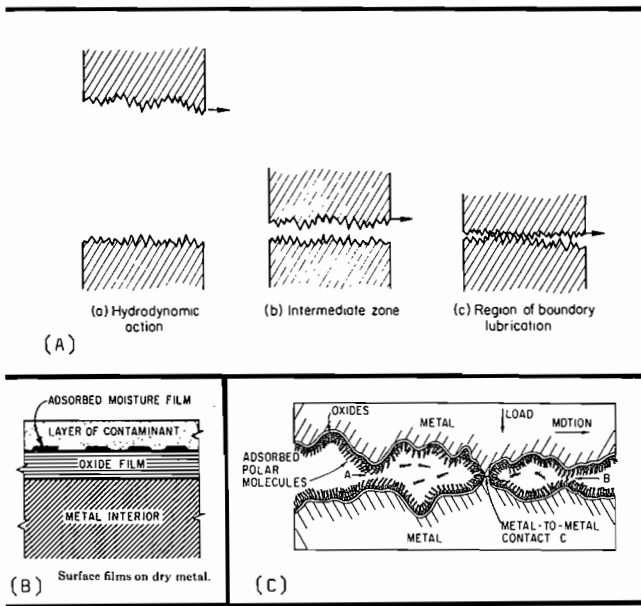 (a) Hydrodynamic
action
(b) Intermediate zone
(c) Region of boundary
lubrication
(A)
ADSORBED MOISTURE FILM
LAYER OF CONTAMINANT
OXIDE FILM
METAL INTERIOR
Surface films on dry metal.
(B)
OXIDES
METAL
LOAD
MOTION
ADSORBED
POLAR
MOLECULES
A
B
METAL
METAL-TO-METAL
CONTACT C
(C)